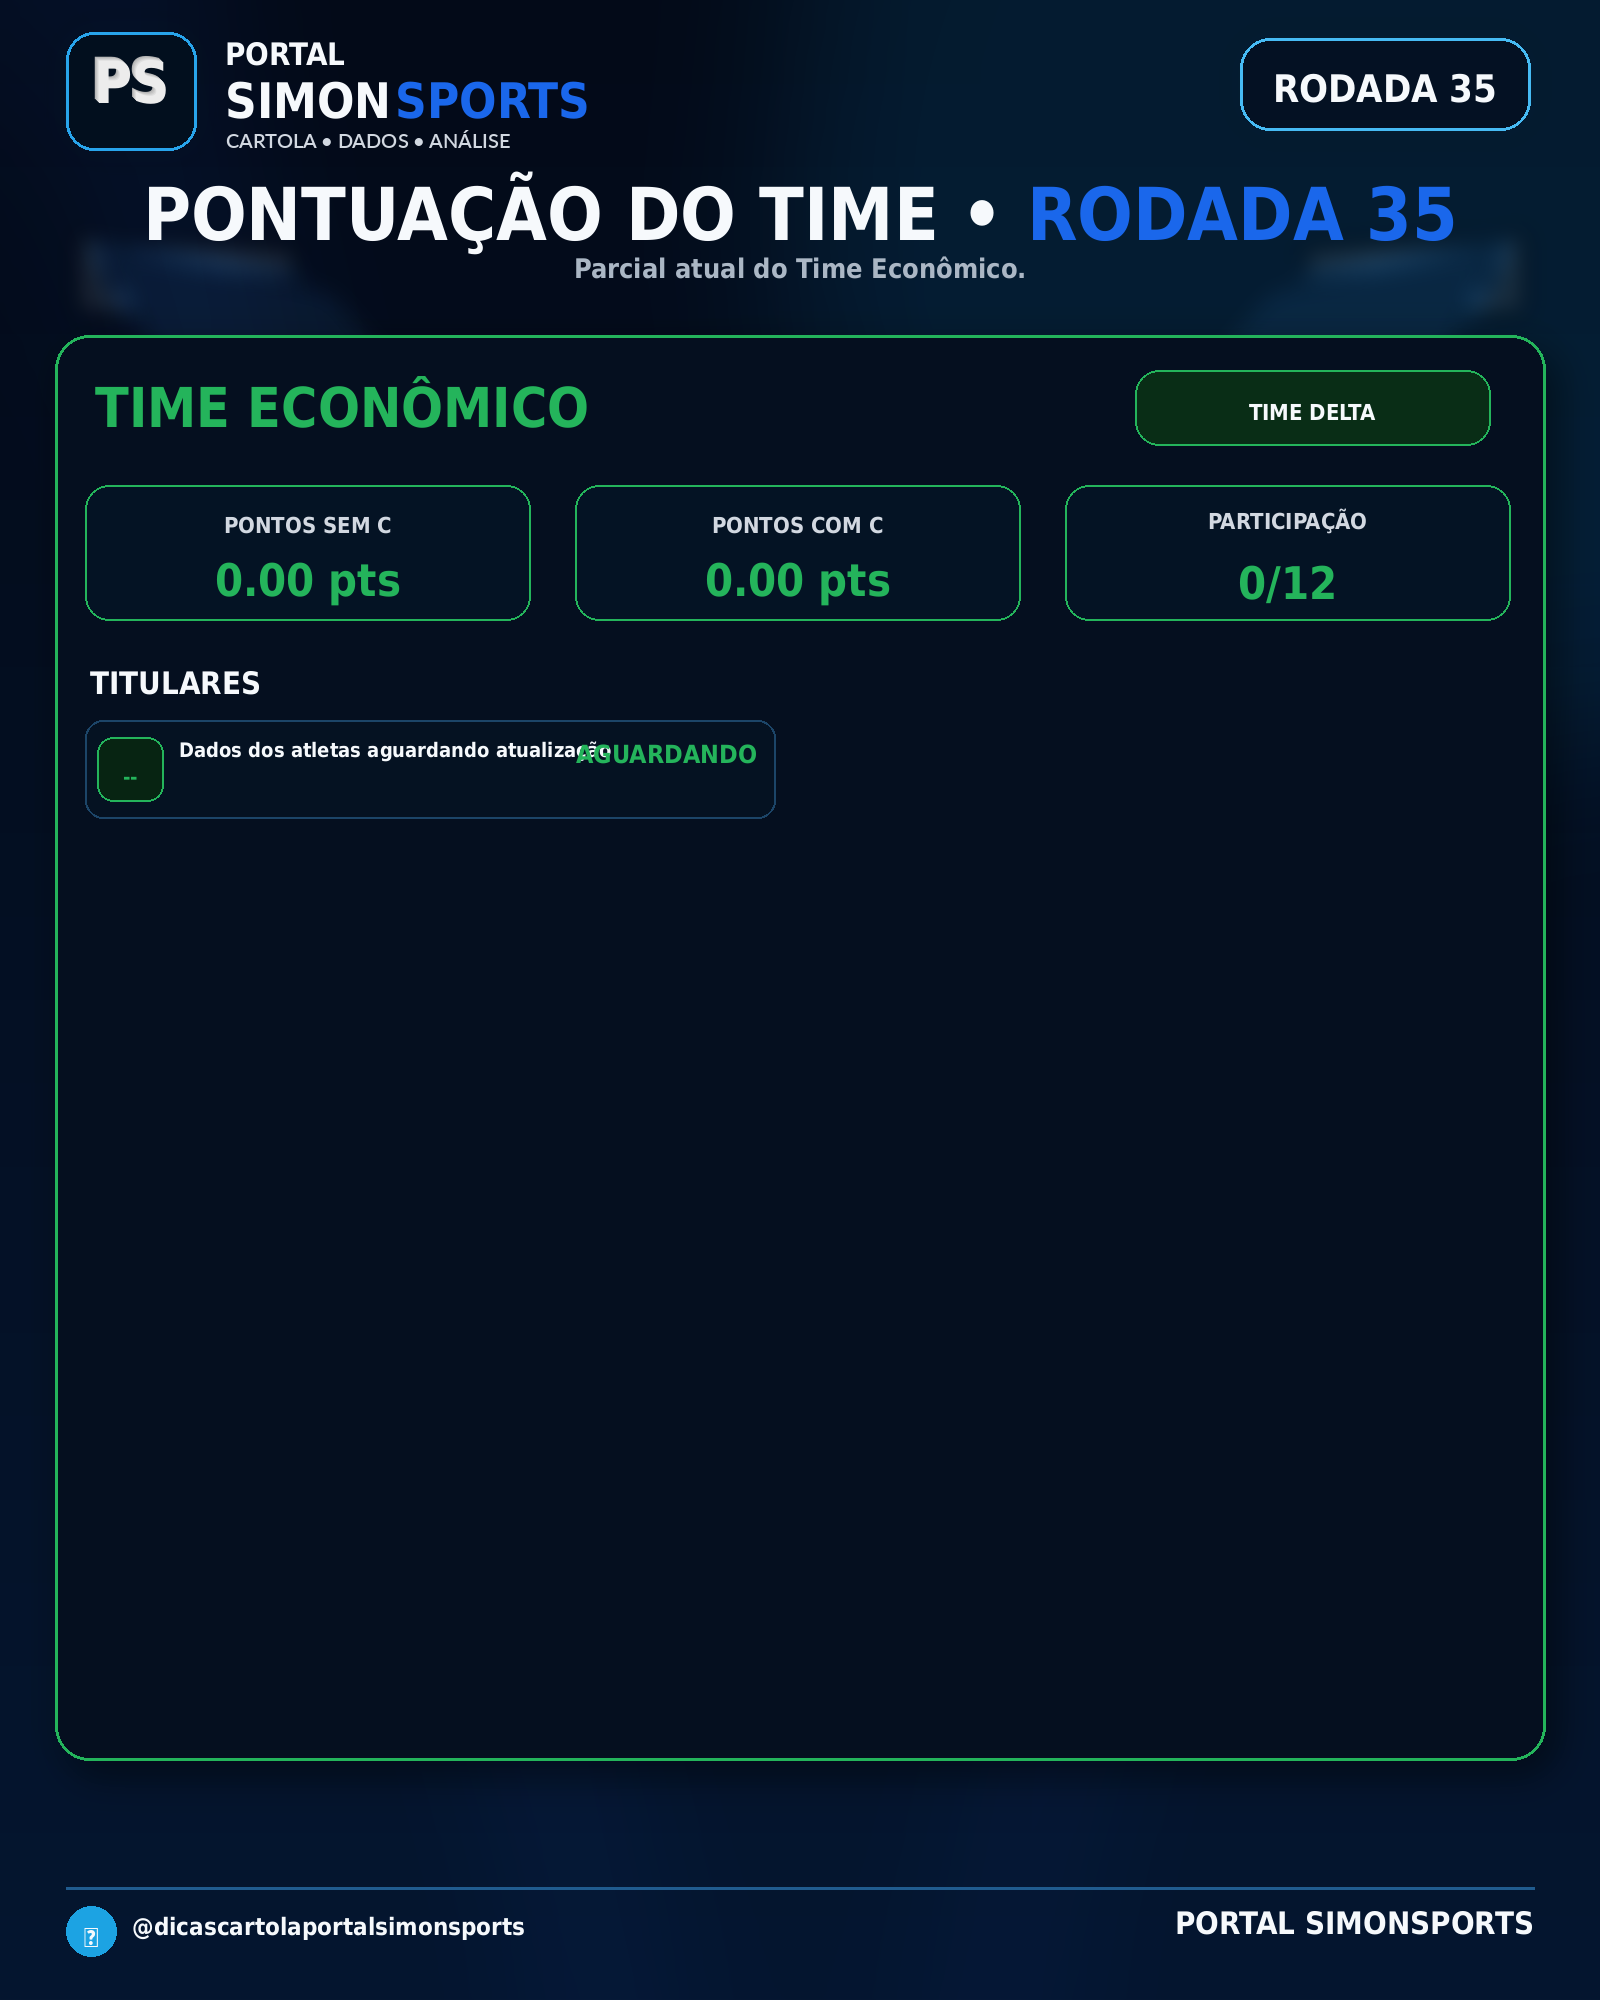 PS
PORTAL
SIMONSPORTS
CARTOLA • DADOS • ANÁLISE
RODADA 35
PONTUAÇÃO DO TIME • RODADA 35
Parcial atual do Time Econômico.
TIME ECONÔMICO
TIME DELTA
PONTOS SEM C
0.00 pts
PONTOS COM C
0.00 pts
PARTICIPAÇÃO
0/12
TITULARES
--
Dados dos atletas aguardando atualização
AGUARDANDO
@dicascartolaportalsimonsports
PORTAL SIMONSPORTS